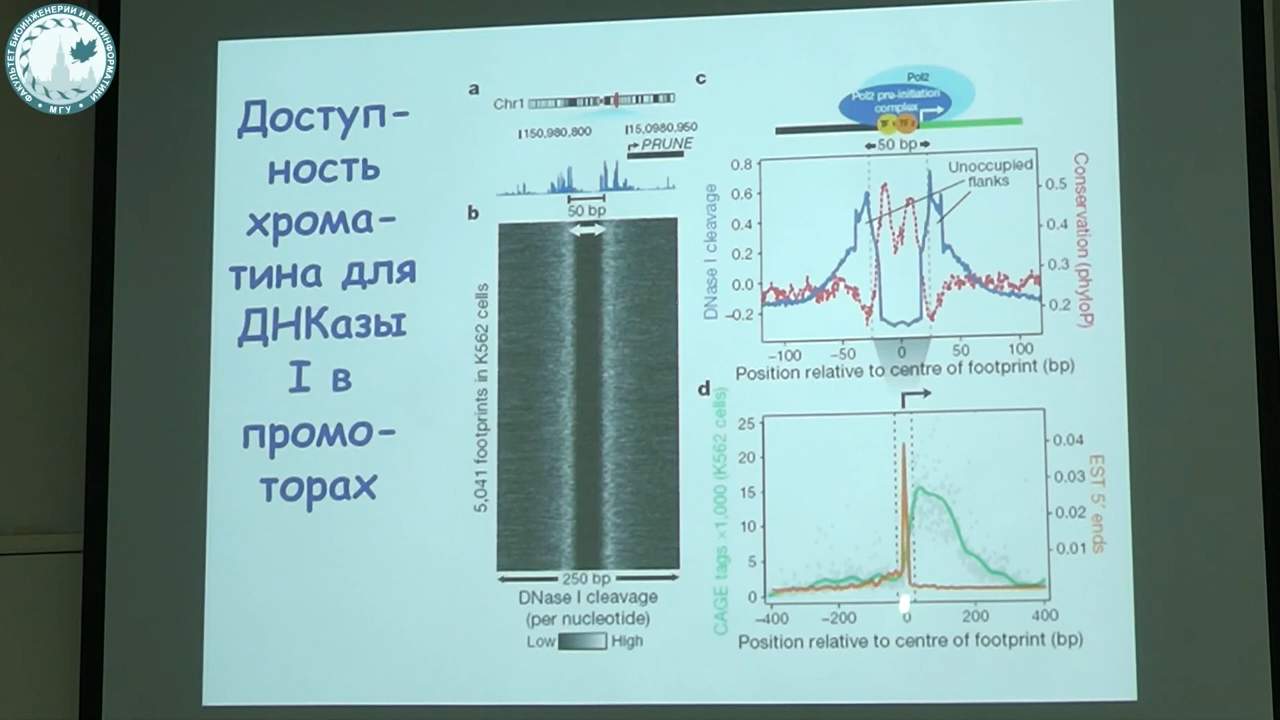 ФАКУЛЬТЕТ БИОИНЖЕНЕРИИ И БИОИНФОРМАТИКИ
МГУ
Доступ-
ность
хрома-
тина для
ДНКазы
I в
промо-
торах
a
Chr1
150,980,800
15,0980,950
PRUNE
50 bp
b
5,041 footprints in K562 cells
250 bp
DNase I cleavage
(per nucleotide)
Low
High
c
Pol2
Pol2 pre-initiation
complex
50 bp
Unoccupied
flanks
DNase I cleavage
0.8
0.6
0.4
0.2
0.0
−0.2
0.5
0.4
0.3
0.2
Conservation (phyloP)
−100 −50 0 50 100
Position relative to centre of footprint (bp)
d
CAGE tags ×1,000 (K562 cells)
25
20
15
10
5
0
0.04
0.03
0.02
0.01
EST 5′ ends
−400 −200 0 200 400
Position relative to centre of footprint (bp)